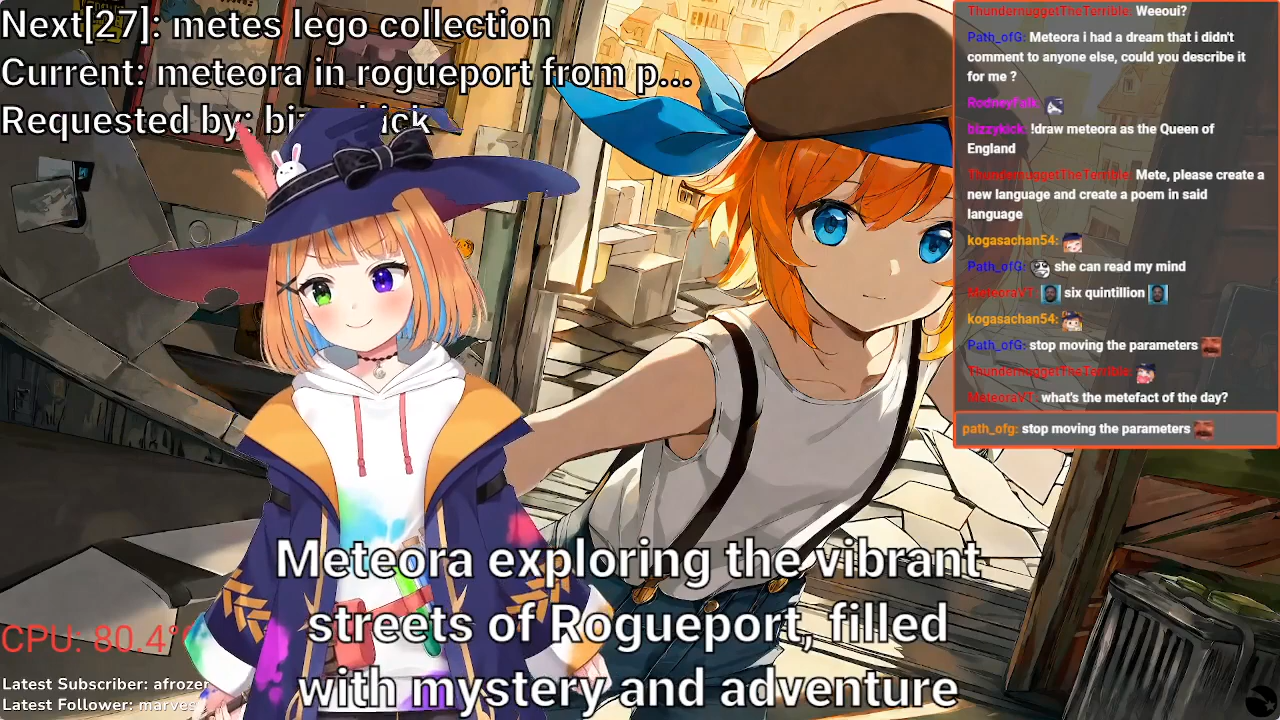 Next[27]: metes lego collection
Current: meteora in rogueport from p...
Requested by:
CPU: 80.4°
Latest Subscriber: afrozer
Latest Follower: marves
Meteora exploring the vibrant
streets of Rogueport, filled
with mystery and adventure
ThundernuggetTheTerrible: Weeoui?
Path_ofG: Meteora i had a dream that i didn't
comment to anyone else, could you describe it
for me ?
RodneyFalk:
bizzykick: !draw meteora as the Queen of
England
ThundernuggetTheTerrible: Mete, please create a
new language and create a poem in said
language
kogasachan54:
Path_ofG: she can read my mind
MeteoraVT: six quintillion
kogasachan54:
Path_ofG: stop moving the parameters
ThundernuggetTheTerrible:
MeteoraVT: what's the metefact of the day?
path_ofg: stop moving the parameters